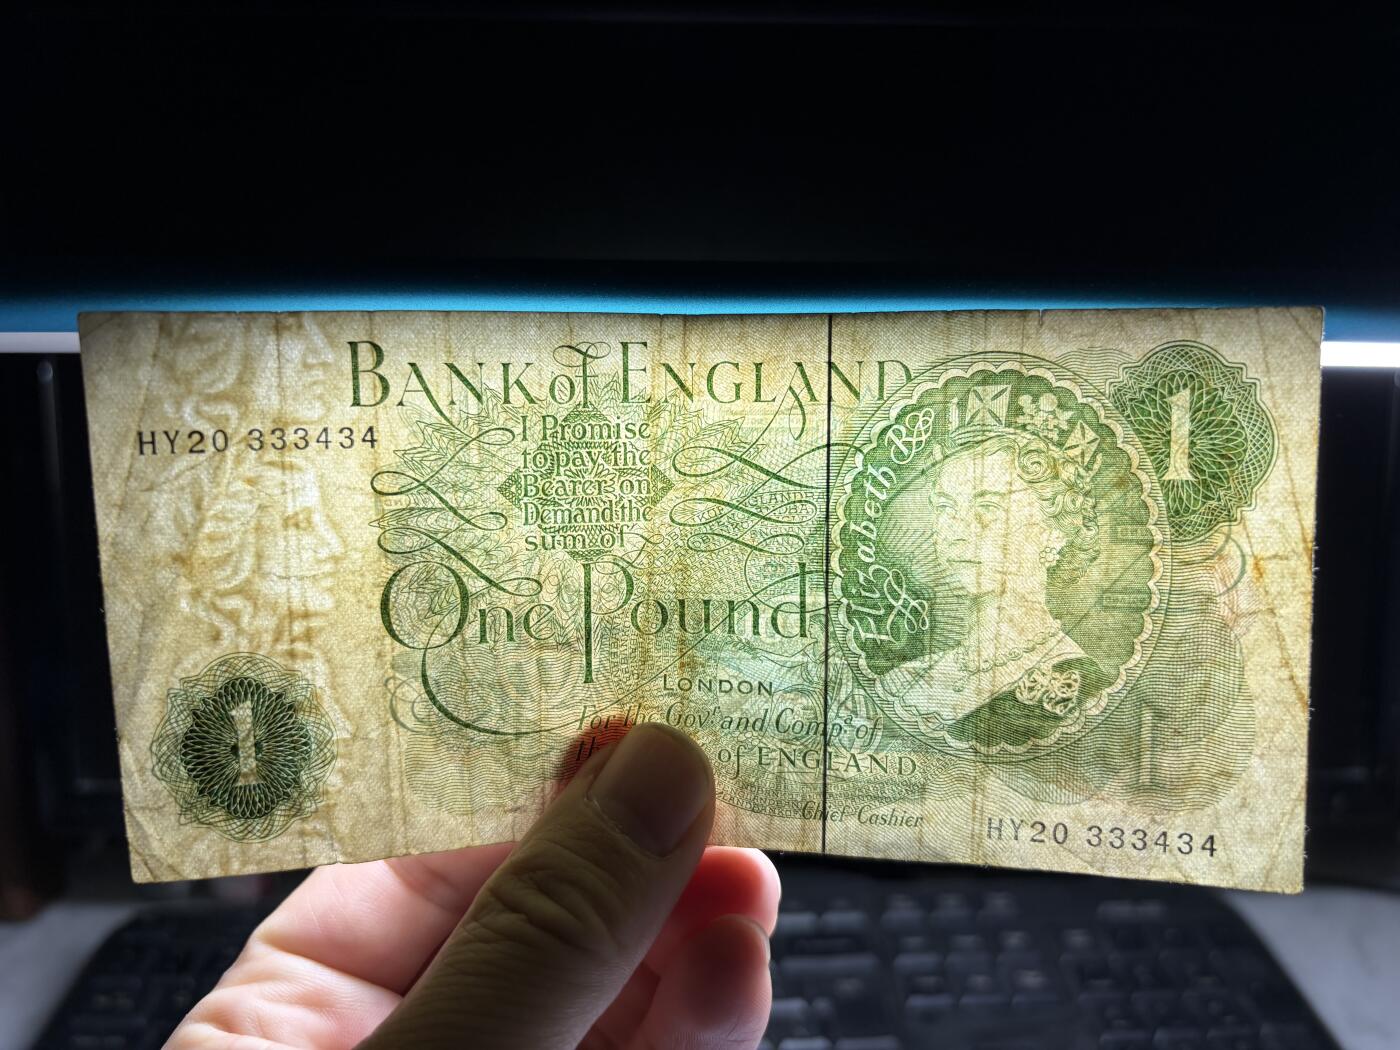 BANK of ENGLAND
HY20 333434
I Promise
to pay the
Bearer on
Demand the
sum of
One Pound
LONDON
For the Govr and Compa of
of ENGLAND
Chief Cashier
Elizabeth R
1
1
HY20 333434